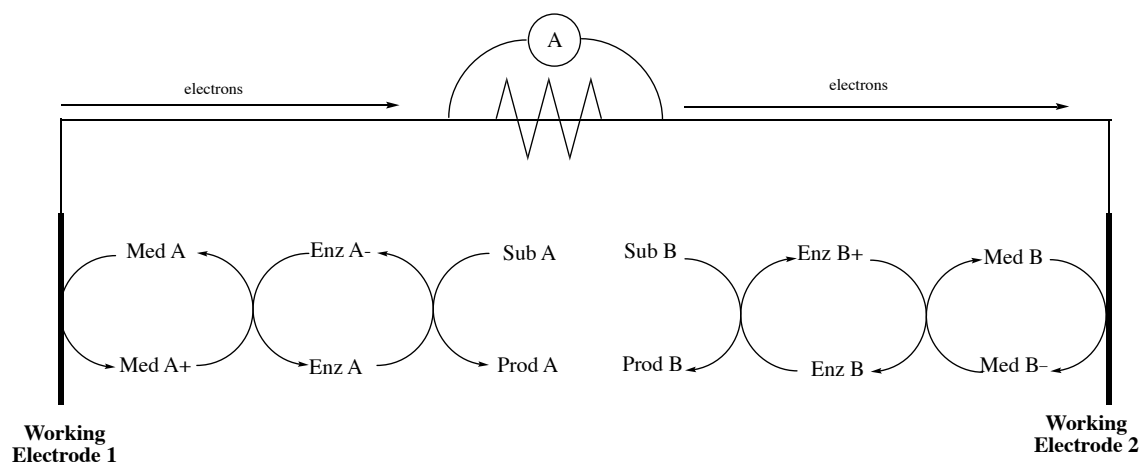 A
electrons
electrons
Med A
Enz A-
Sub A
Sub B
Enz B+
Med B
Med A+
Enz A
Prod A
Prod B
Enz B
Med B−
Working
Electrode 1
Working
Electrode 2